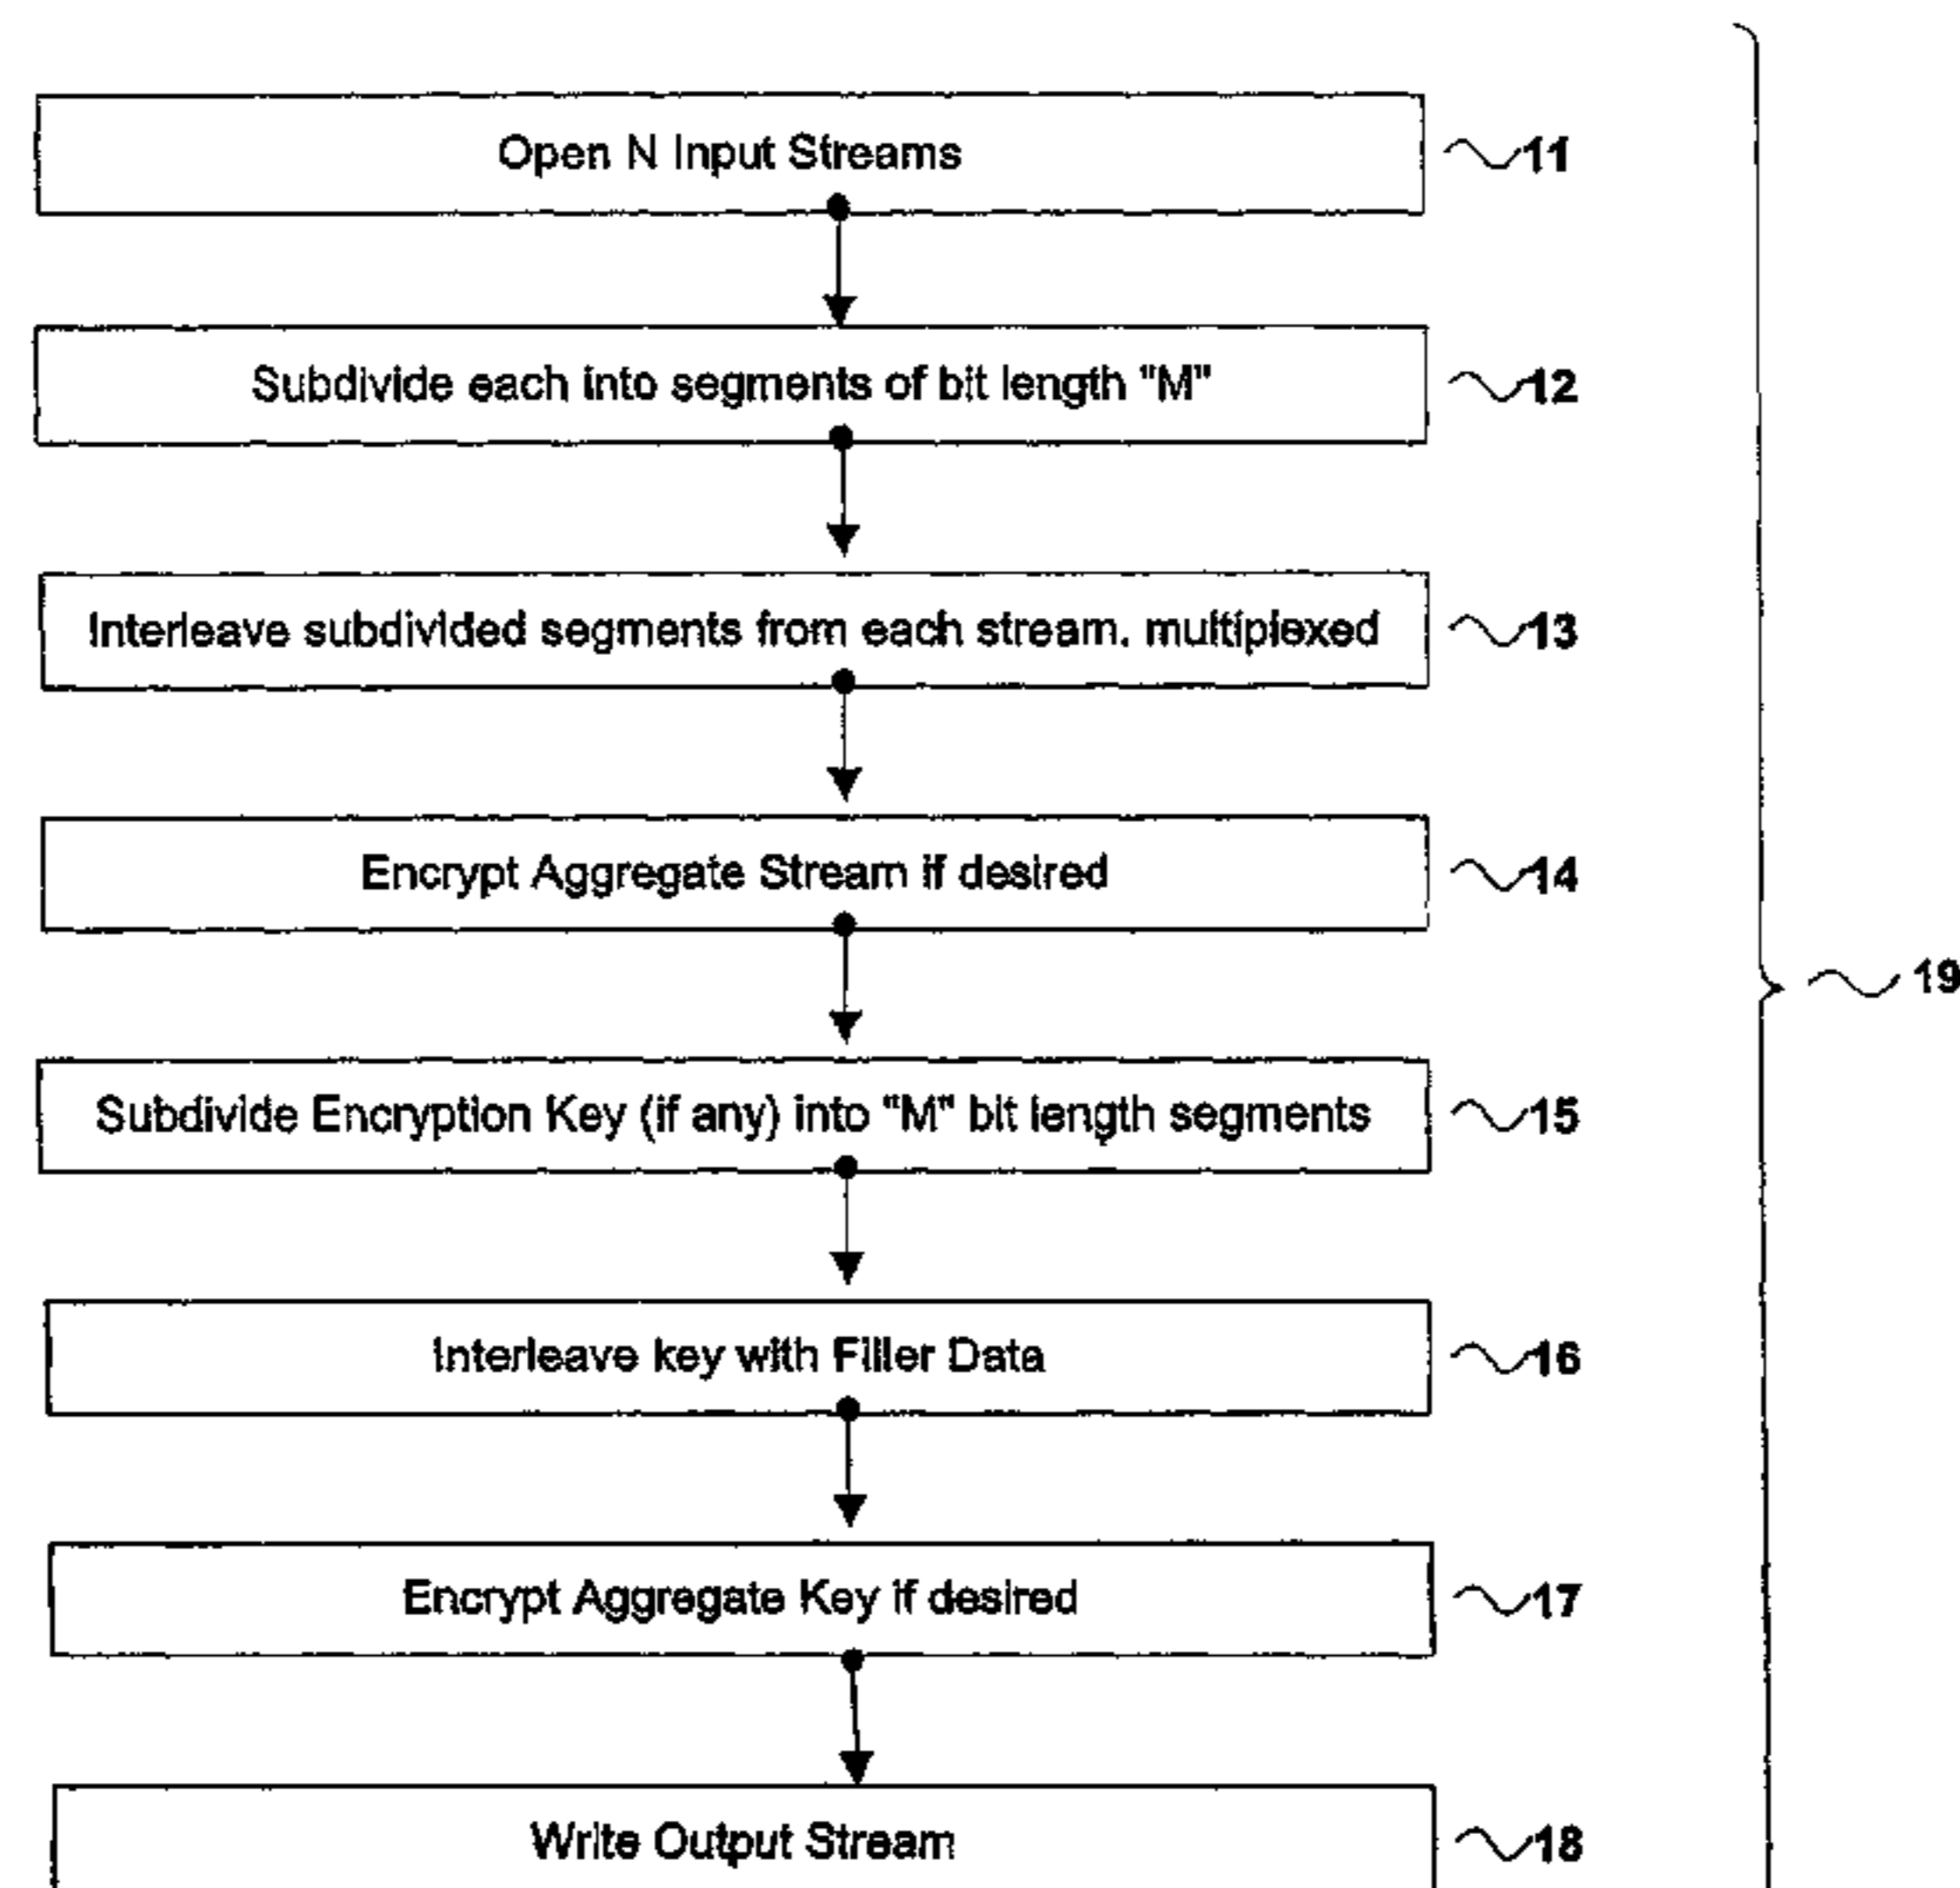 Open N Input Streams
11
Subdivide each into segments of bit length "M"
12
Interleave subdivided segments from each stream. multiplexed
13
Encrypt Aggregate Stream if desired
14
19
Subdivide Encryption Key (if any) into "M" bit length segments
15
Interleave key with Filler Data
16
Encrypt Aggregate Key if desired
17
Write Output Stream
18